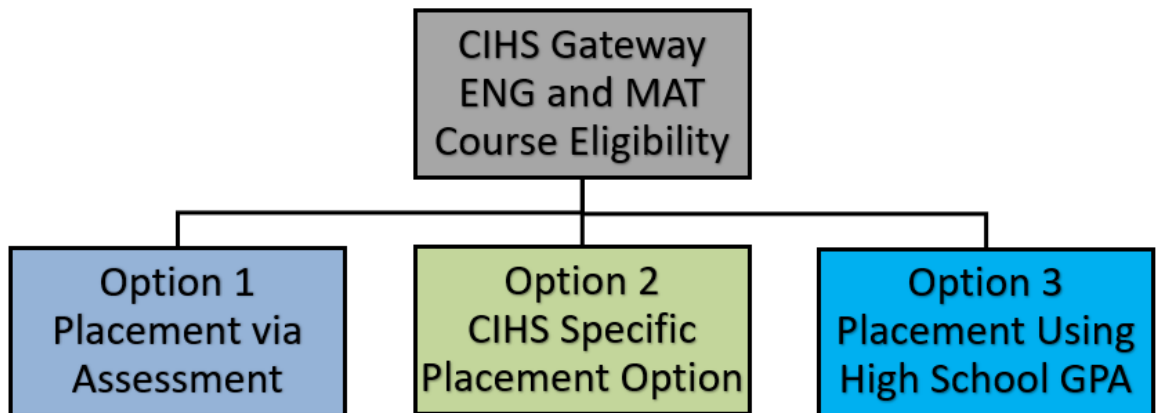 CIHS Gateway
ENG and MAT
Course Eligibility
Option 1
Placement via
Assessment
Option 2
CIHS Specific
Placement Option
Option 3
Placement Using
High School GPA